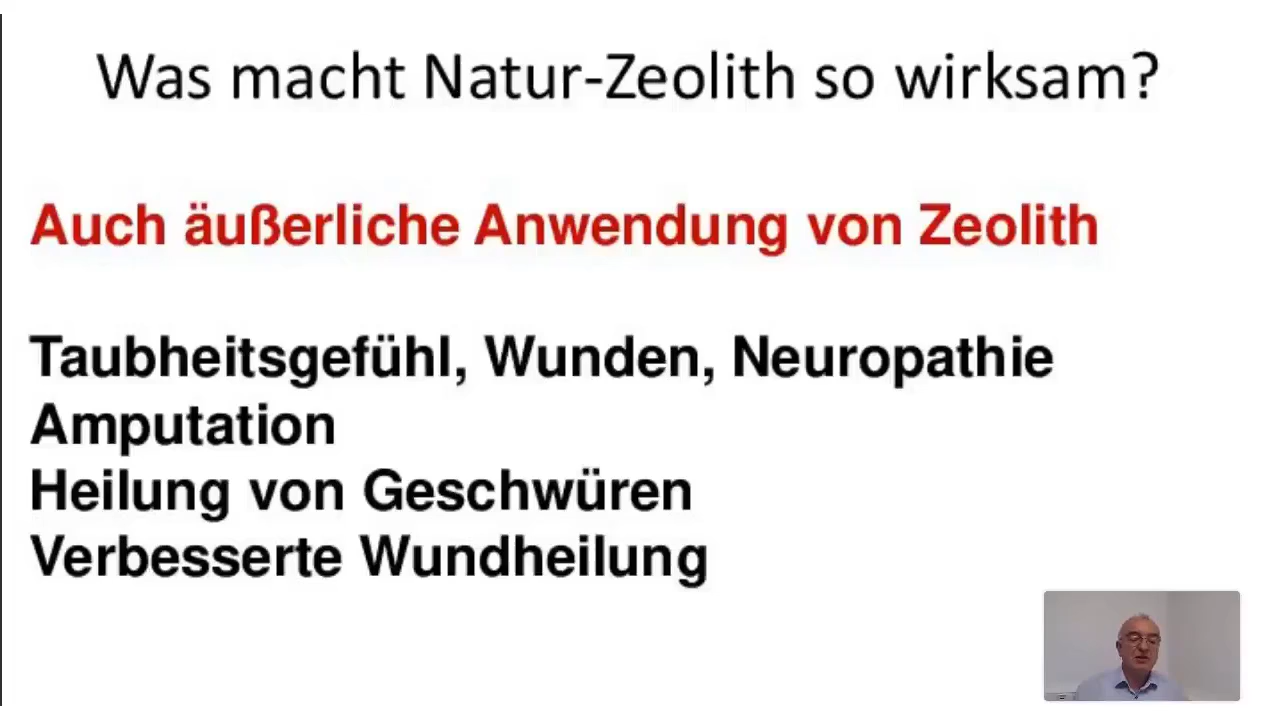 Was macht Natur-Zeolith so wirksam?
Auch äußerliche Anwendung von Zeolith
Taubheitsgefühl, Wunden, Neuropathie
Amputation
Heilung von Geschwüren
Verbesserte Wundheilung